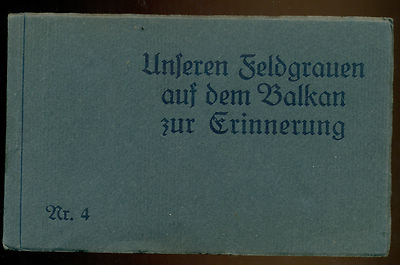 Unseren Feldgrauen
auf dem Balkan
zur Erinnerung
Nr. 4